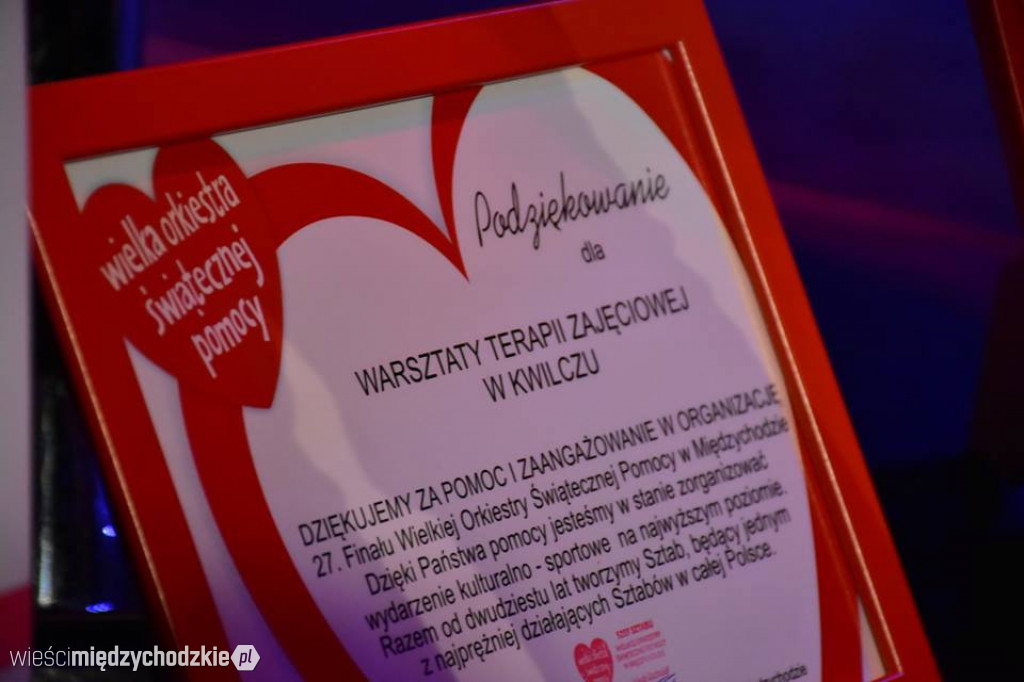 wielka orkiestra
świątecznej
pomocy
Podziękowanie
dla
WARSZTATY TERAPII ZAJĘCIOWEJ
W KWILCZU
DZIĘKUJEMY ZA POMOC I ZAANGAŻOWANIE W ORGANIZACJĘ
27. Finału Wielkiej Orkiestry Świątecznej Pomocy w Międzychodzie
Dzięki Państwa pomocy jesteśmy w stanie zorganizować
wydarzenie kulturalno - sportowe na najwyższym poziomie.
Razem od dwudziestu lat tworzymy Sztab, będący jednym
z najprężniej działających Sztabów w całej Polsce.
SZEF SZTABU
wieścimiędzychodzkie.pl